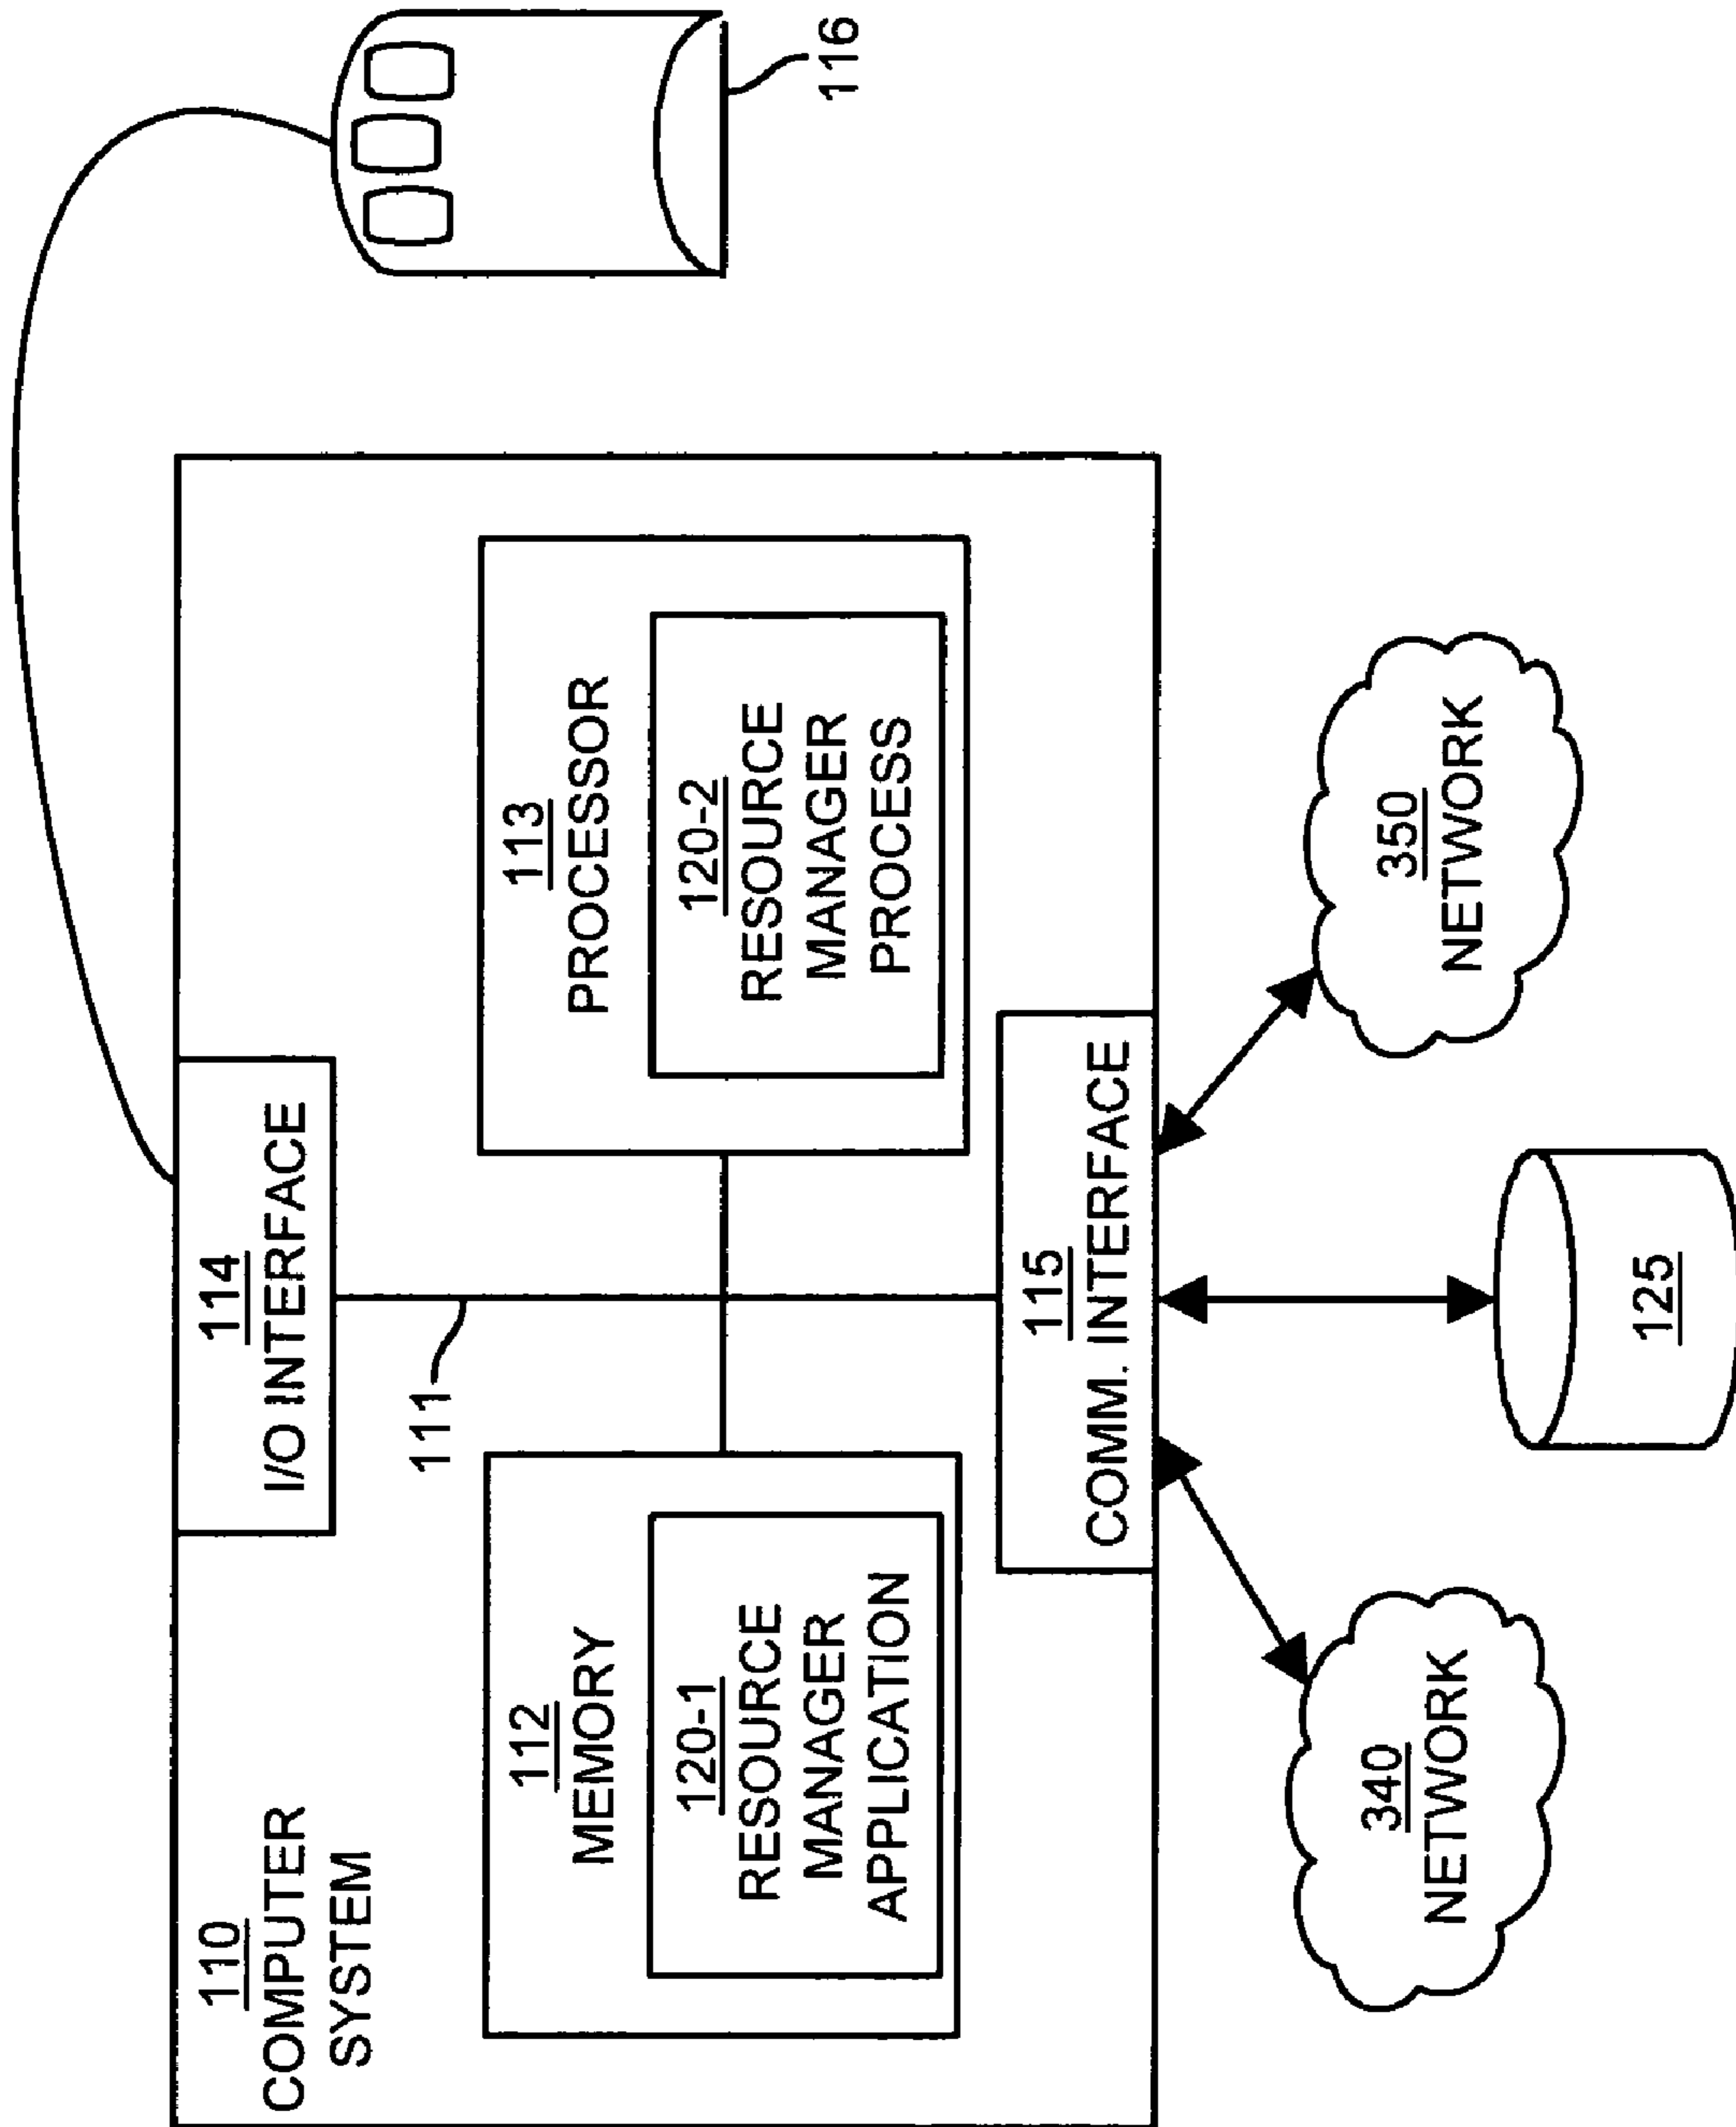 110
COMPUTER
SYSTEM
114
I/O INTERFACE
116
111
112
MEMORY
120-1
RESOURCE
MANAGER
APPLICATION
113
PROCESSOR
120-2
RESOURCE
MANAGER
PROCESS
115
COMM. INTERFACE
340
NETWORK
125
350
NETWORK